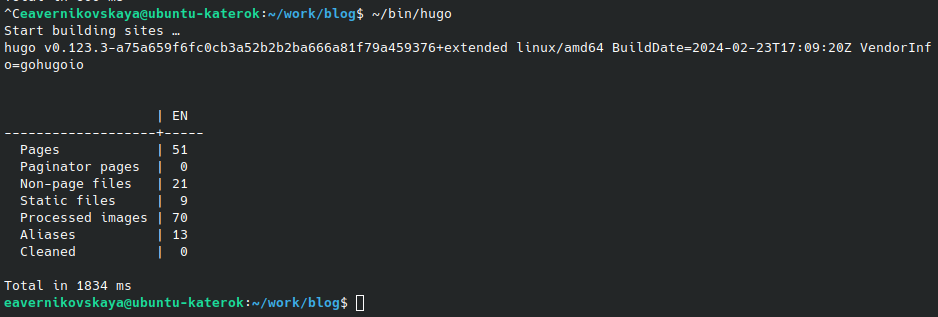 ^Ceavernikovskaya@ubuntu-katerok:~/work/blog$ ~/bin/hugo
Start building sites …
hugo v0.123.3-a75a659f6fc0cb3a52b2b2ba666a81f79a459376+extended linux/amd64 BuildDate=2024-02-23T17:09:20Z VendorInf
o=gohugoio
                   | EN
-------------------+-----
  Pages            | 51
  Paginator pages  |  0
  Non-page files   | 21
  Static files     |  9
  Processed images | 70
  Aliases          | 13
  Cleaned          |  0
Total in 1834 ms
eavernikovskaya@ubuntu-katerok:~/work/blog$